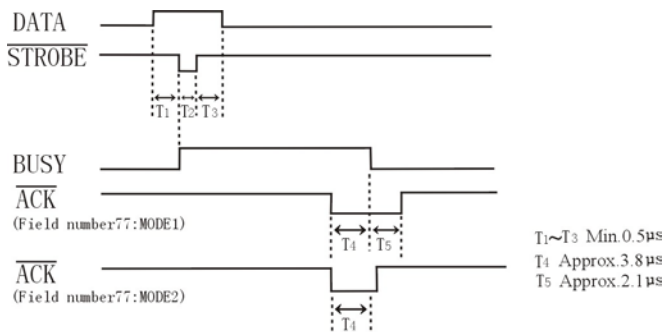 DATA
STROBE
T1 T2 T3
BUSY
ACK
(Field number77:MODE1)
T4 T5
T1~T3 Min.0.5µs
T4 Approx.3.8µs
T5 Approx.2.1µs
ACK
(Field number77:MODE2)
T4